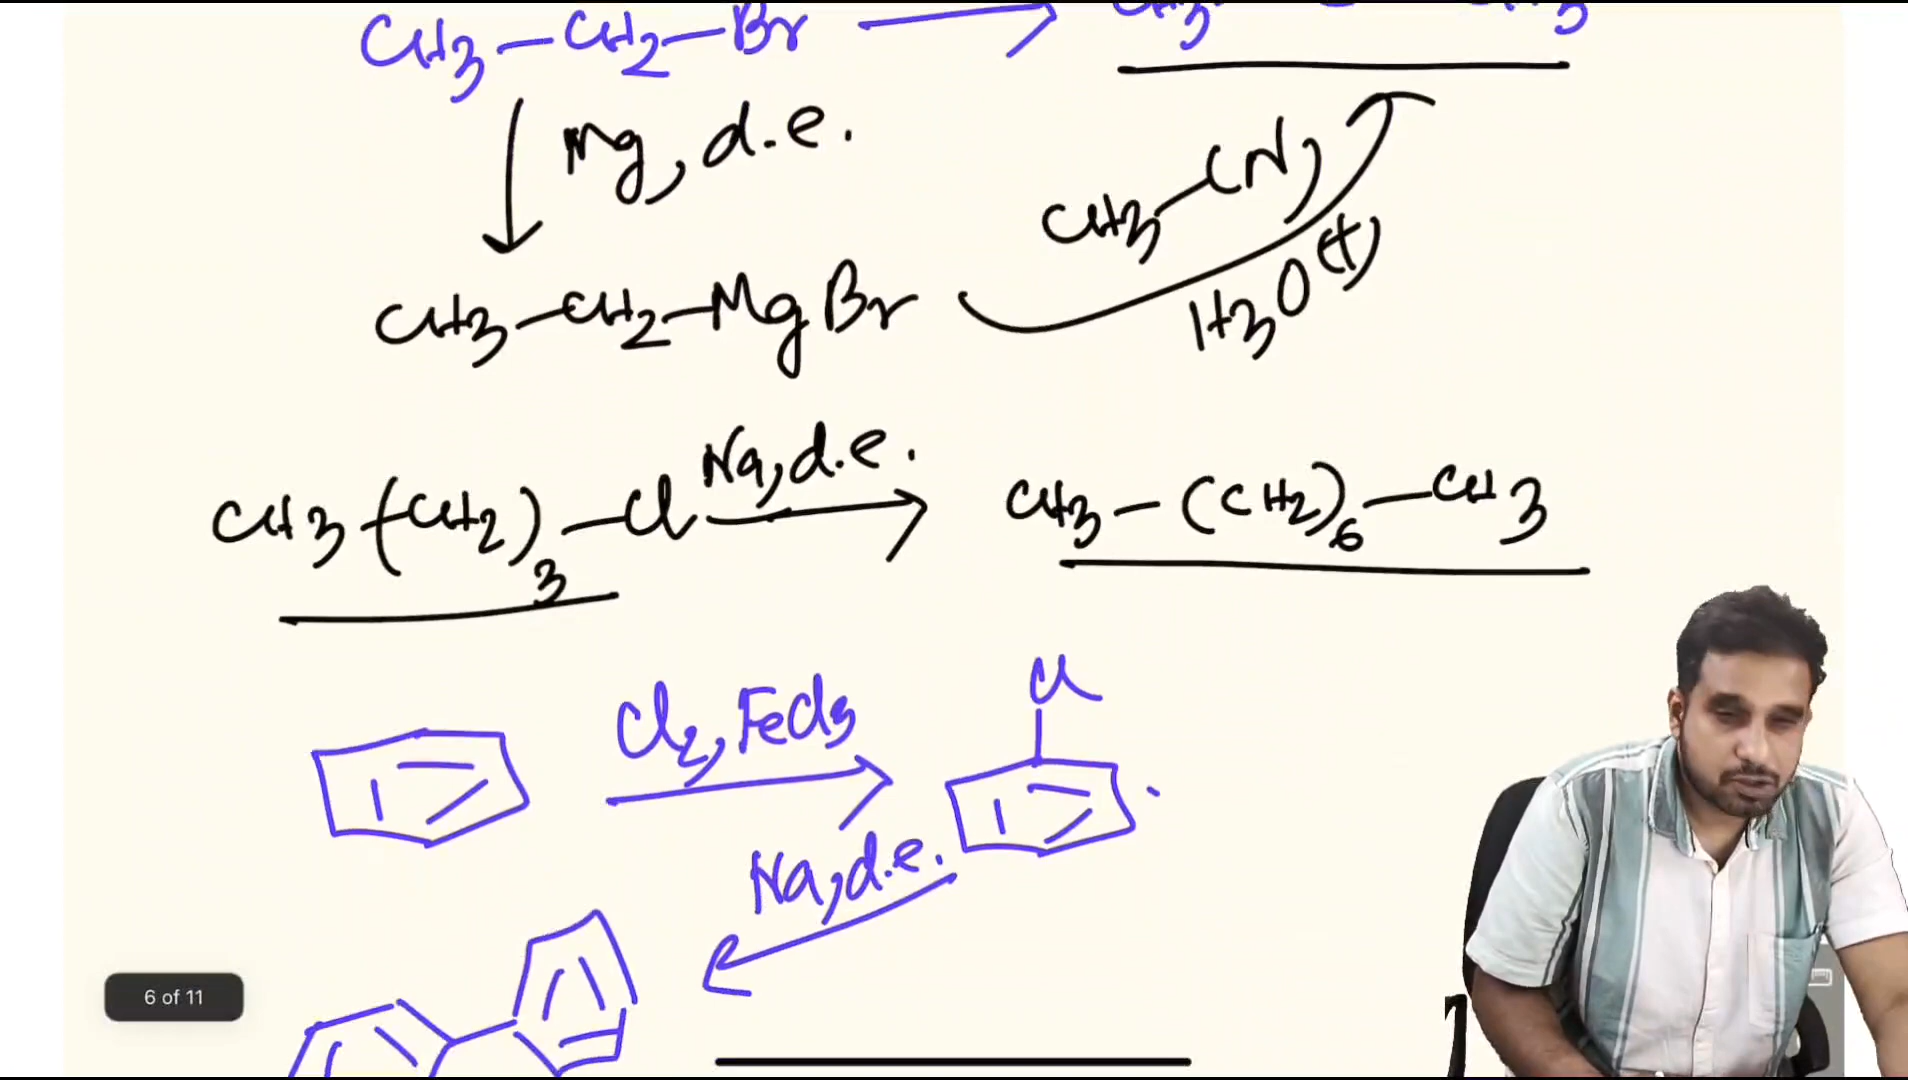 CH3-CH2-Br
Mg, d.e.
CH3-CN,
H3O(+)
CH3-CH2-MgBr
Na, d.e.
CH3-(CH2)3-Cl
CH3-(CH2)6-CH3
Cl2, FeCl3
Cl
Na, d.e.
6 of 11